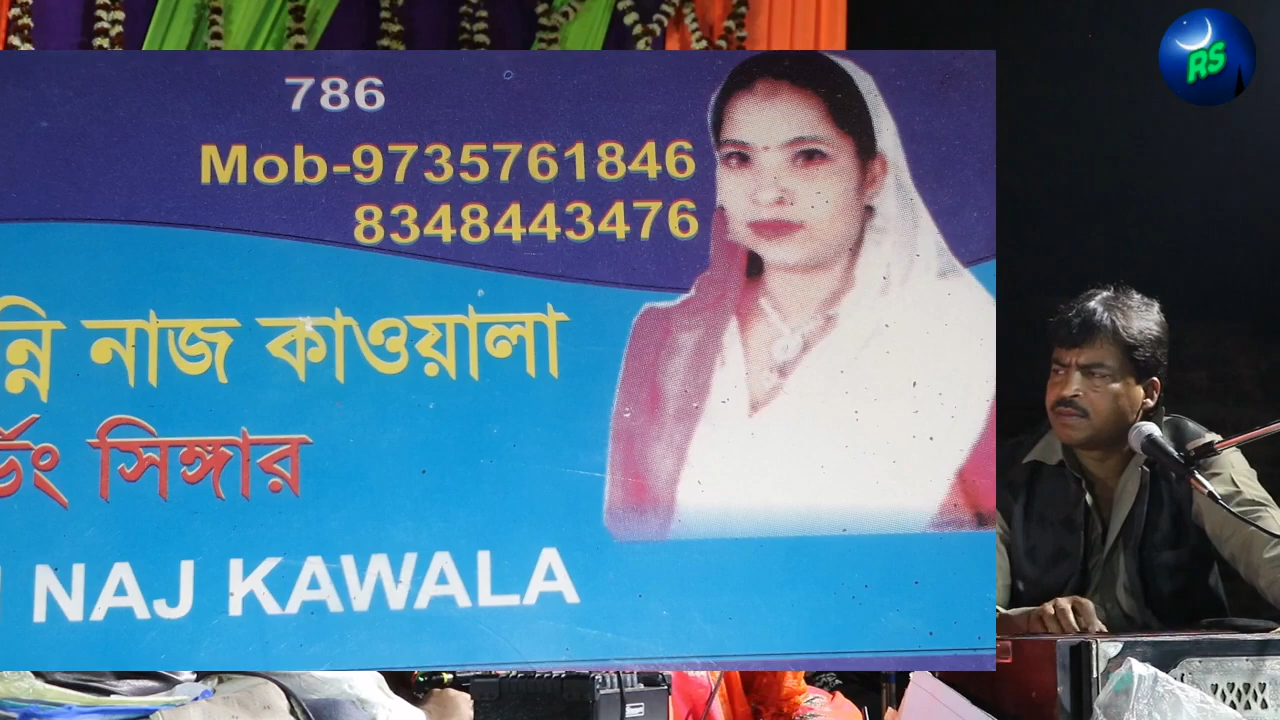 RS
786
Mob-9735761846
8348443476
নাজ কাওয়ালা
সিঙ্গার
NAJ KAWALA